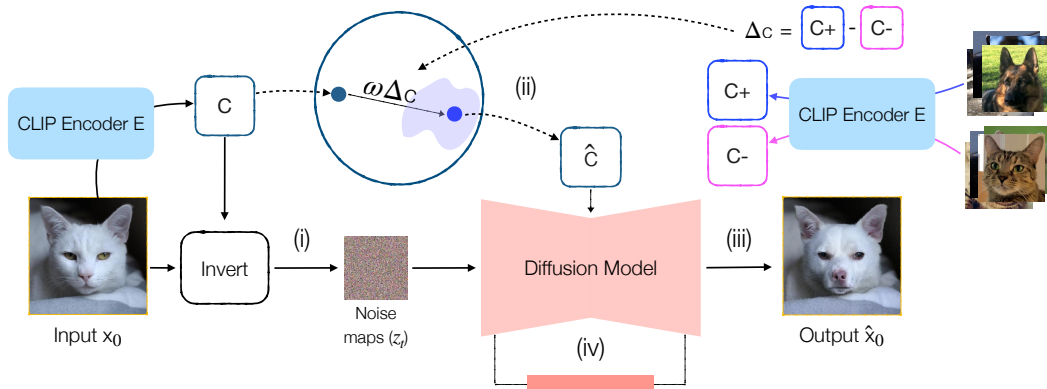 Δc = C+ - C-
CLIP Encoder E
C
ωΔc
(ii)
C+
CLIP Encoder E
C-
Ĉ
(i)
Invert
Diffusion Model
(iii)
Noise
maps (zₜ)
Input x₀
Output x̂₀
(iv)